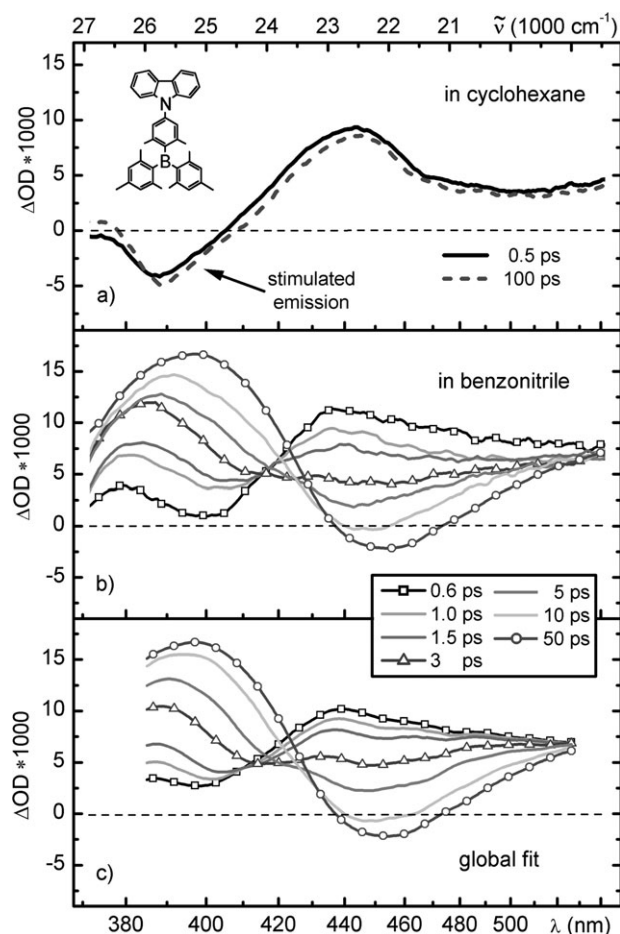 27 26 25 24 23 22 21 ṽ (1000 cm⁻¹)
15
10
5
0
-5
ΔOD *1000
N
B
in cyclohexane
0.5 ps
100 ps
stimulated
emission
a)
15
10
5
0
-5
ΔOD *1000
in benzonitrile
b)
0.6 ps 5 ps
1.0 ps 10 ps
1.5 ps 50 ps
3 ps
15
10
5
0
-5
ΔOD *1000
c)
global fit
380 400 420 440 460 480 500 λ (nm)